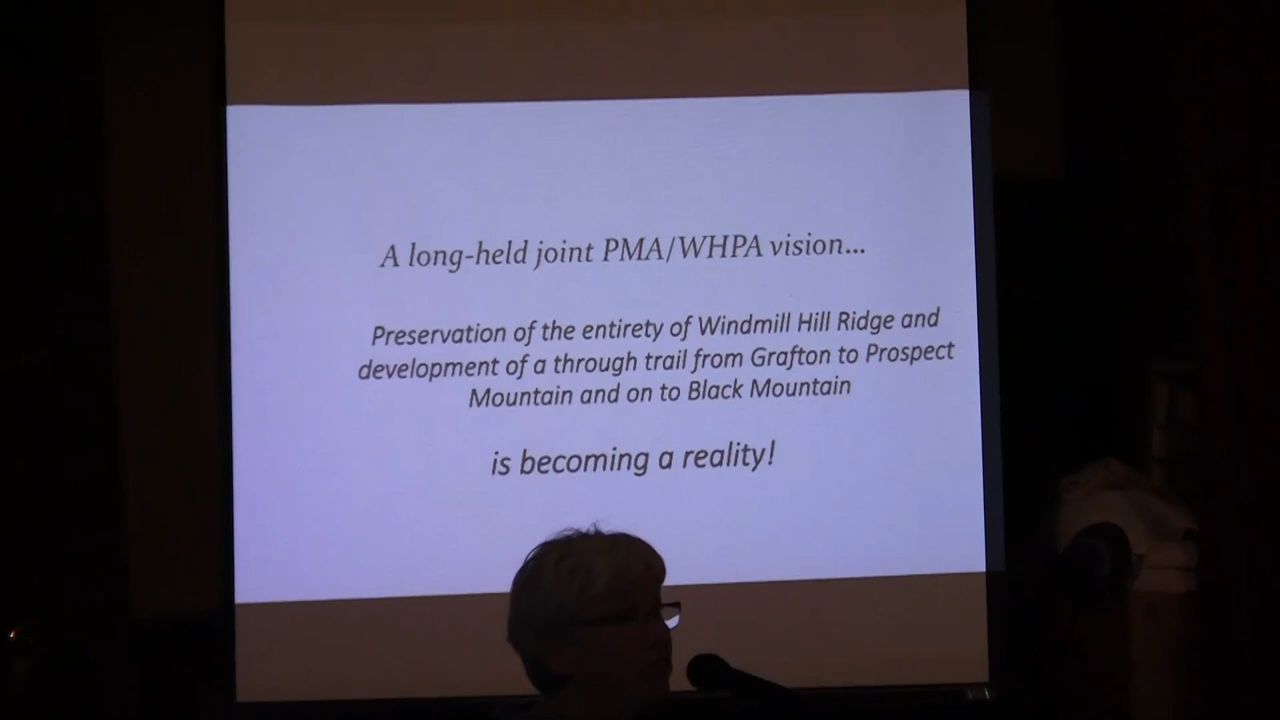 A long-held joint PMA/WHPA vision...
Preservation of the entirety of Windmill Hill Ridge and
development of a through trail from Grafton to Prospect
Mountain and on to Black Mountain
is becoming a reality!